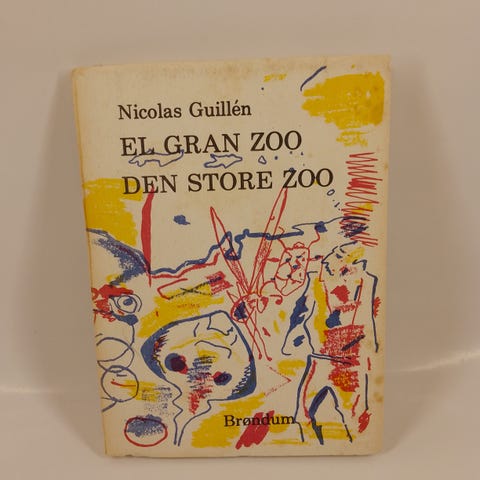 Nicolas Guillén
EL GRAN ZOO
DEN STORE ZOO
Brøndum